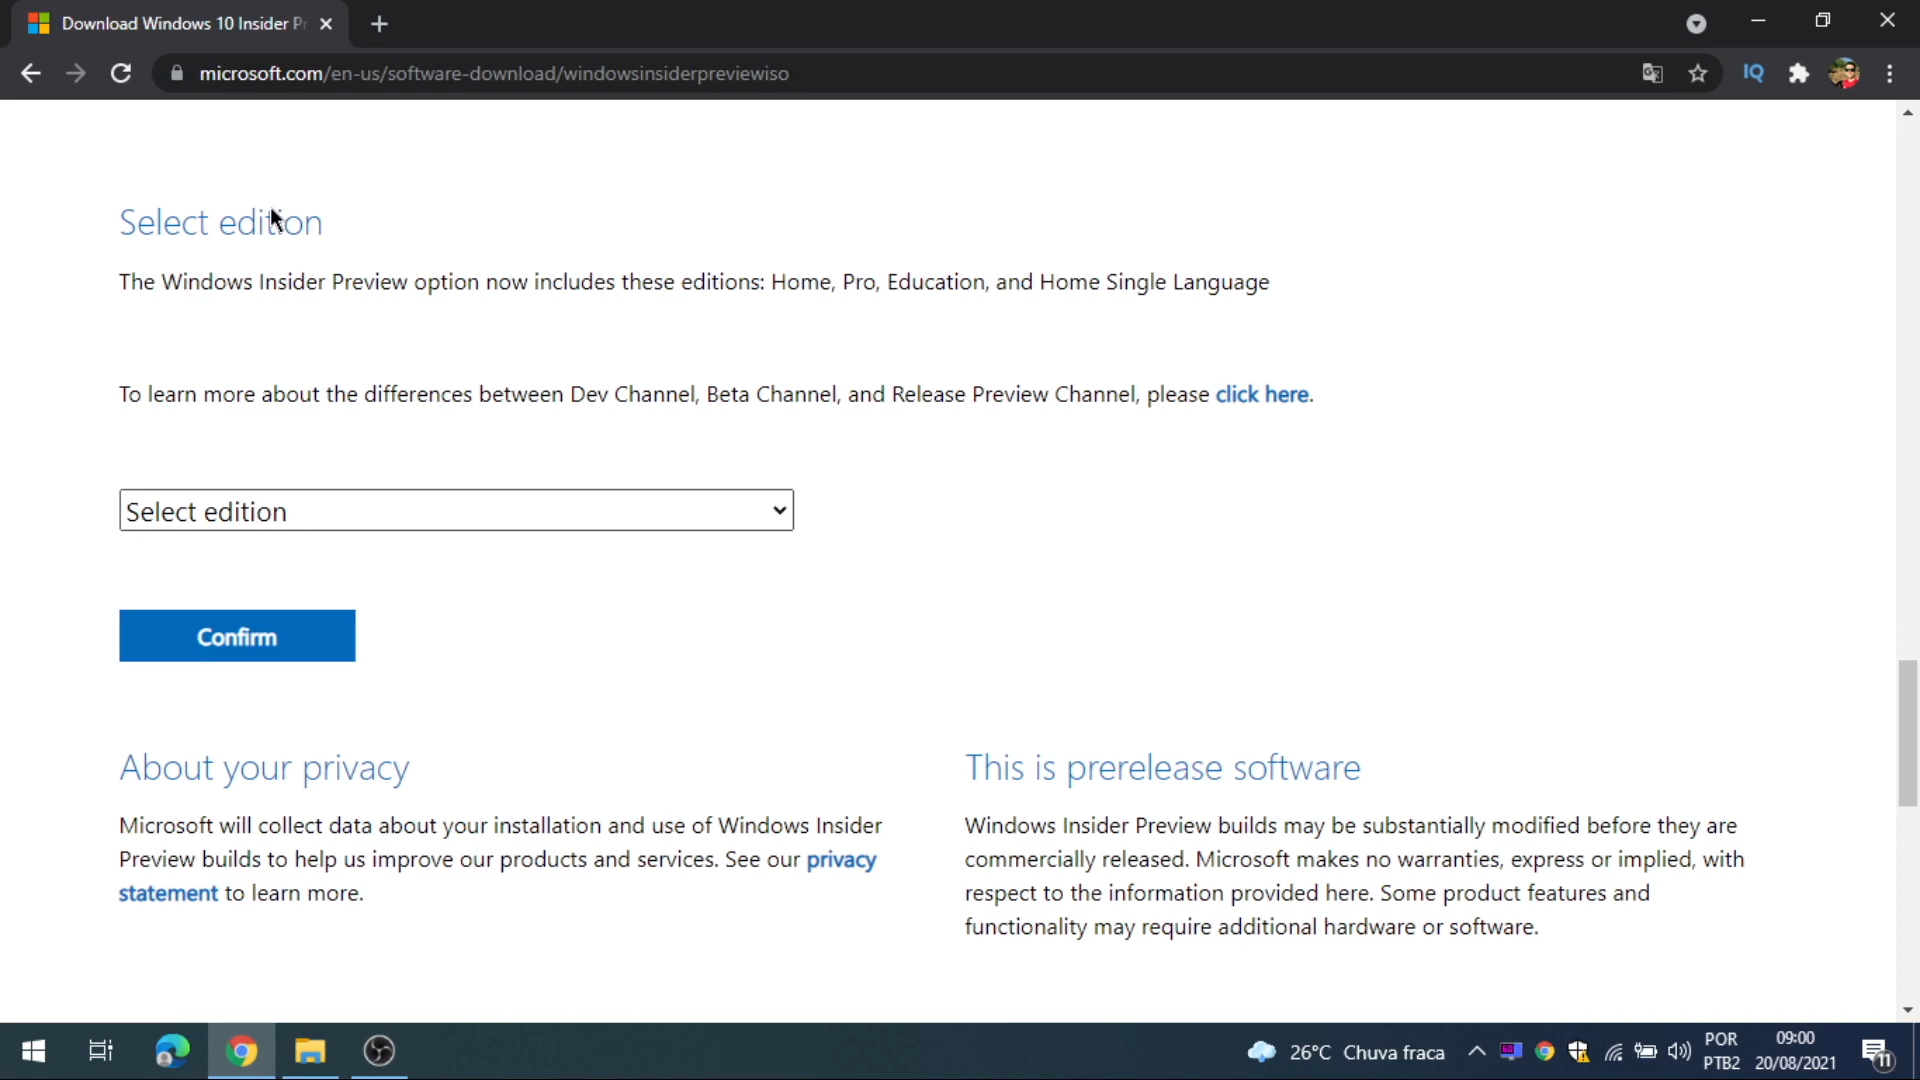 Download Windows 10 Insider Pr
microsoft.com/en-us/software-download/windowsinsiderpreviewiso
IQ
Select edition
The Windows Insider Preview option now includes these editions: Home, Pro, Education, and Home Single Language
To learn more about the differences between Dev Channel, Beta Channel, and Release Preview Channel, please click here.
Select edition
Confirm
About your privacy
Microsoft will collect data about your installation and use of Windows Insider
Preview builds to help us improve our products and services. See our privacy
statement to learn more.
This is prerelease software
Windows Insider Preview builds may be substantially modified before they are
commercially released. Microsoft makes no warranties, express or implied, with
respect to the information provided here. Some product features and
functionality may require additional hardware or software.
26°C Chuva fraca
POR
PTB2
09:00
20/08/2021
11